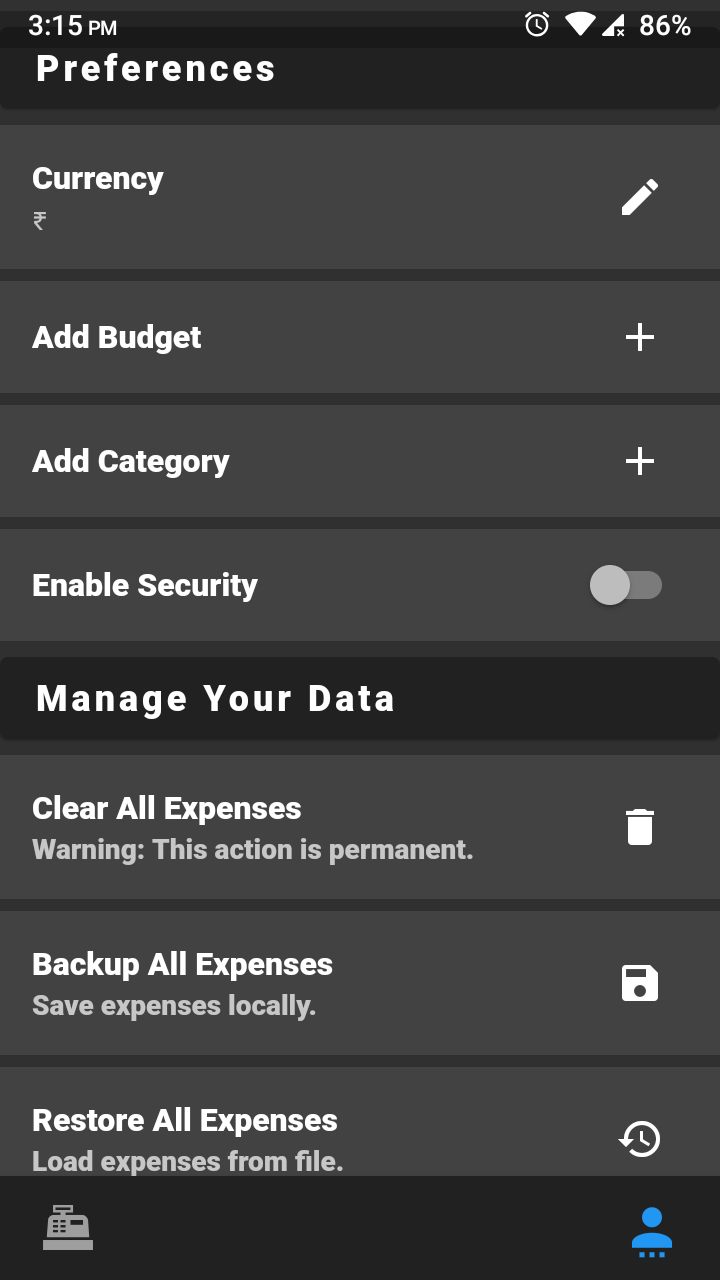 3:15 PM 86%
Preferences
Currency
₹
Add Budget
Add Category
Enable Security
Manage Your Data
Clear All Expenses
Warning: This action is permanent.
Backup All Expenses
Save expenses locally.
Restore All Expenses
Load expenses from file.